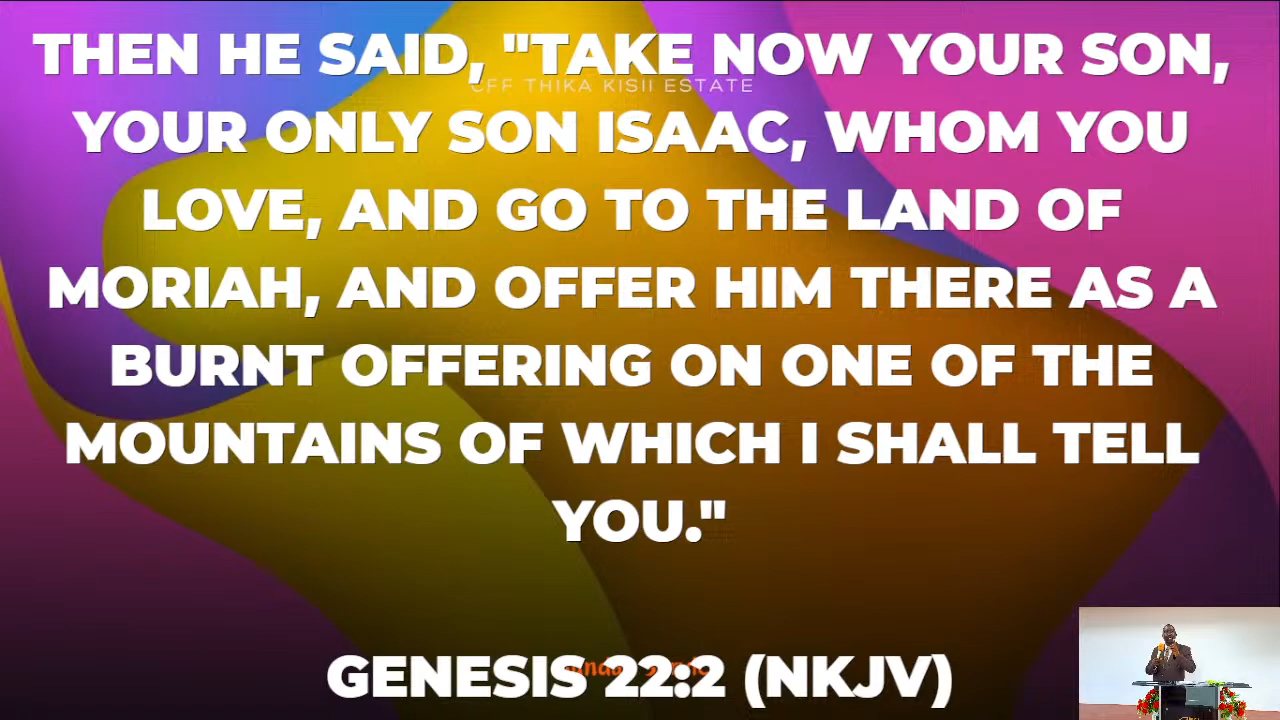 THEN HE SAID, "TAKE NOW YOUR SON,
CFF THIKA KISII ESTATE
YOUR ONLY SON ISAAC, WHOM YOU
LOVE, AND GO TO THE LAND OF
MORIAH, AND OFFER HIM THERE AS A
BURNT OFFERING ON ONE OF THE
MOUNTAINS OF WHICH I SHALL TELL
YOU."
GENESIS 22:2 (NKJV)